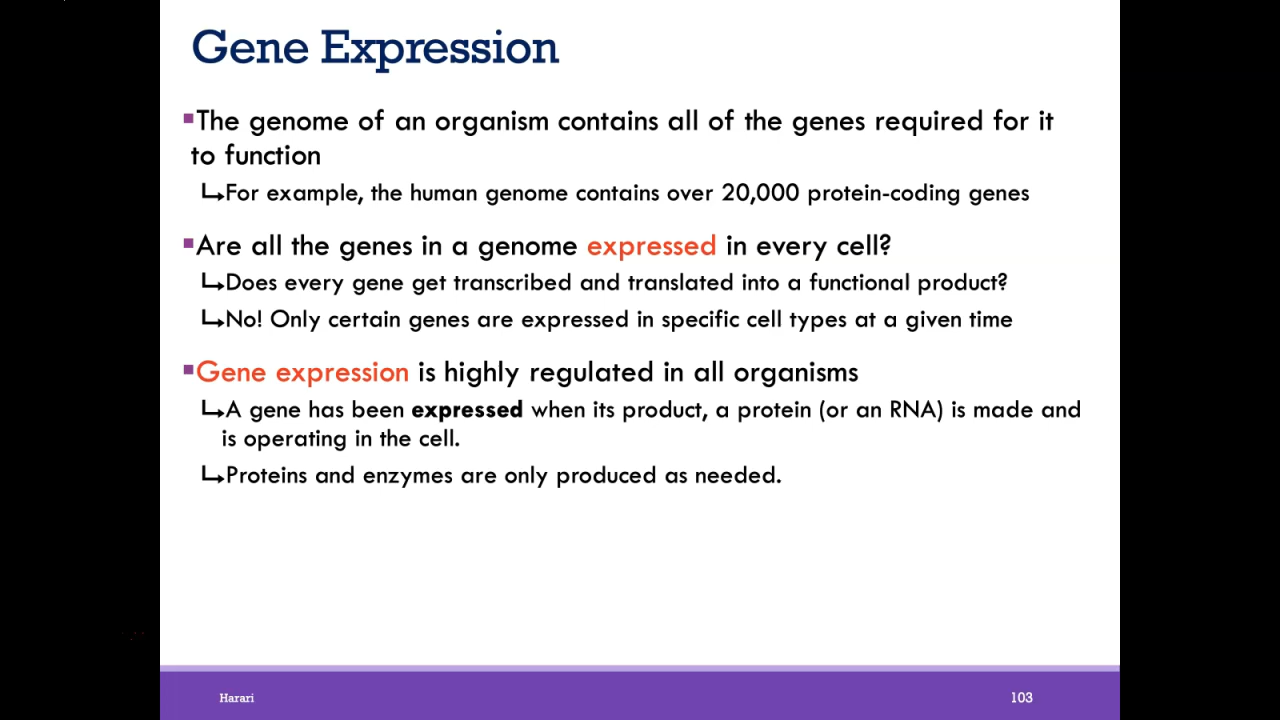 Gene Expression
▪The genome of an organism contains all of the genes required for it
to function
↳For example, the human genome contains over 20,000 protein-coding genes
▪Are all the genes in a genome expressed in every cell?
↳Does every gene get transcribed and translated into a functional product?
↳No! Only certain genes are expressed in specific cell types at a given time
▪Gene expression is highly regulated in all organisms
↳A gene has been expressed when its product, a protein (or an RNA) is made and
is operating in the cell.
↳Proteins and enzymes are only produced as needed.
Harari
103